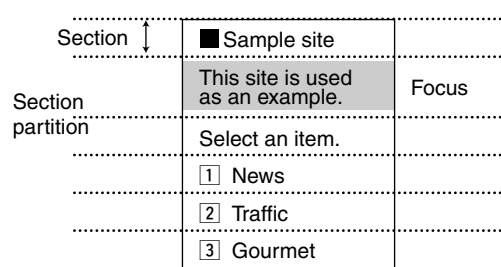 Section
■Sample site
This site is used
as an example.
Focus
Section
partition
Select an item.
1 News
2 Traffic
3 Gourmet